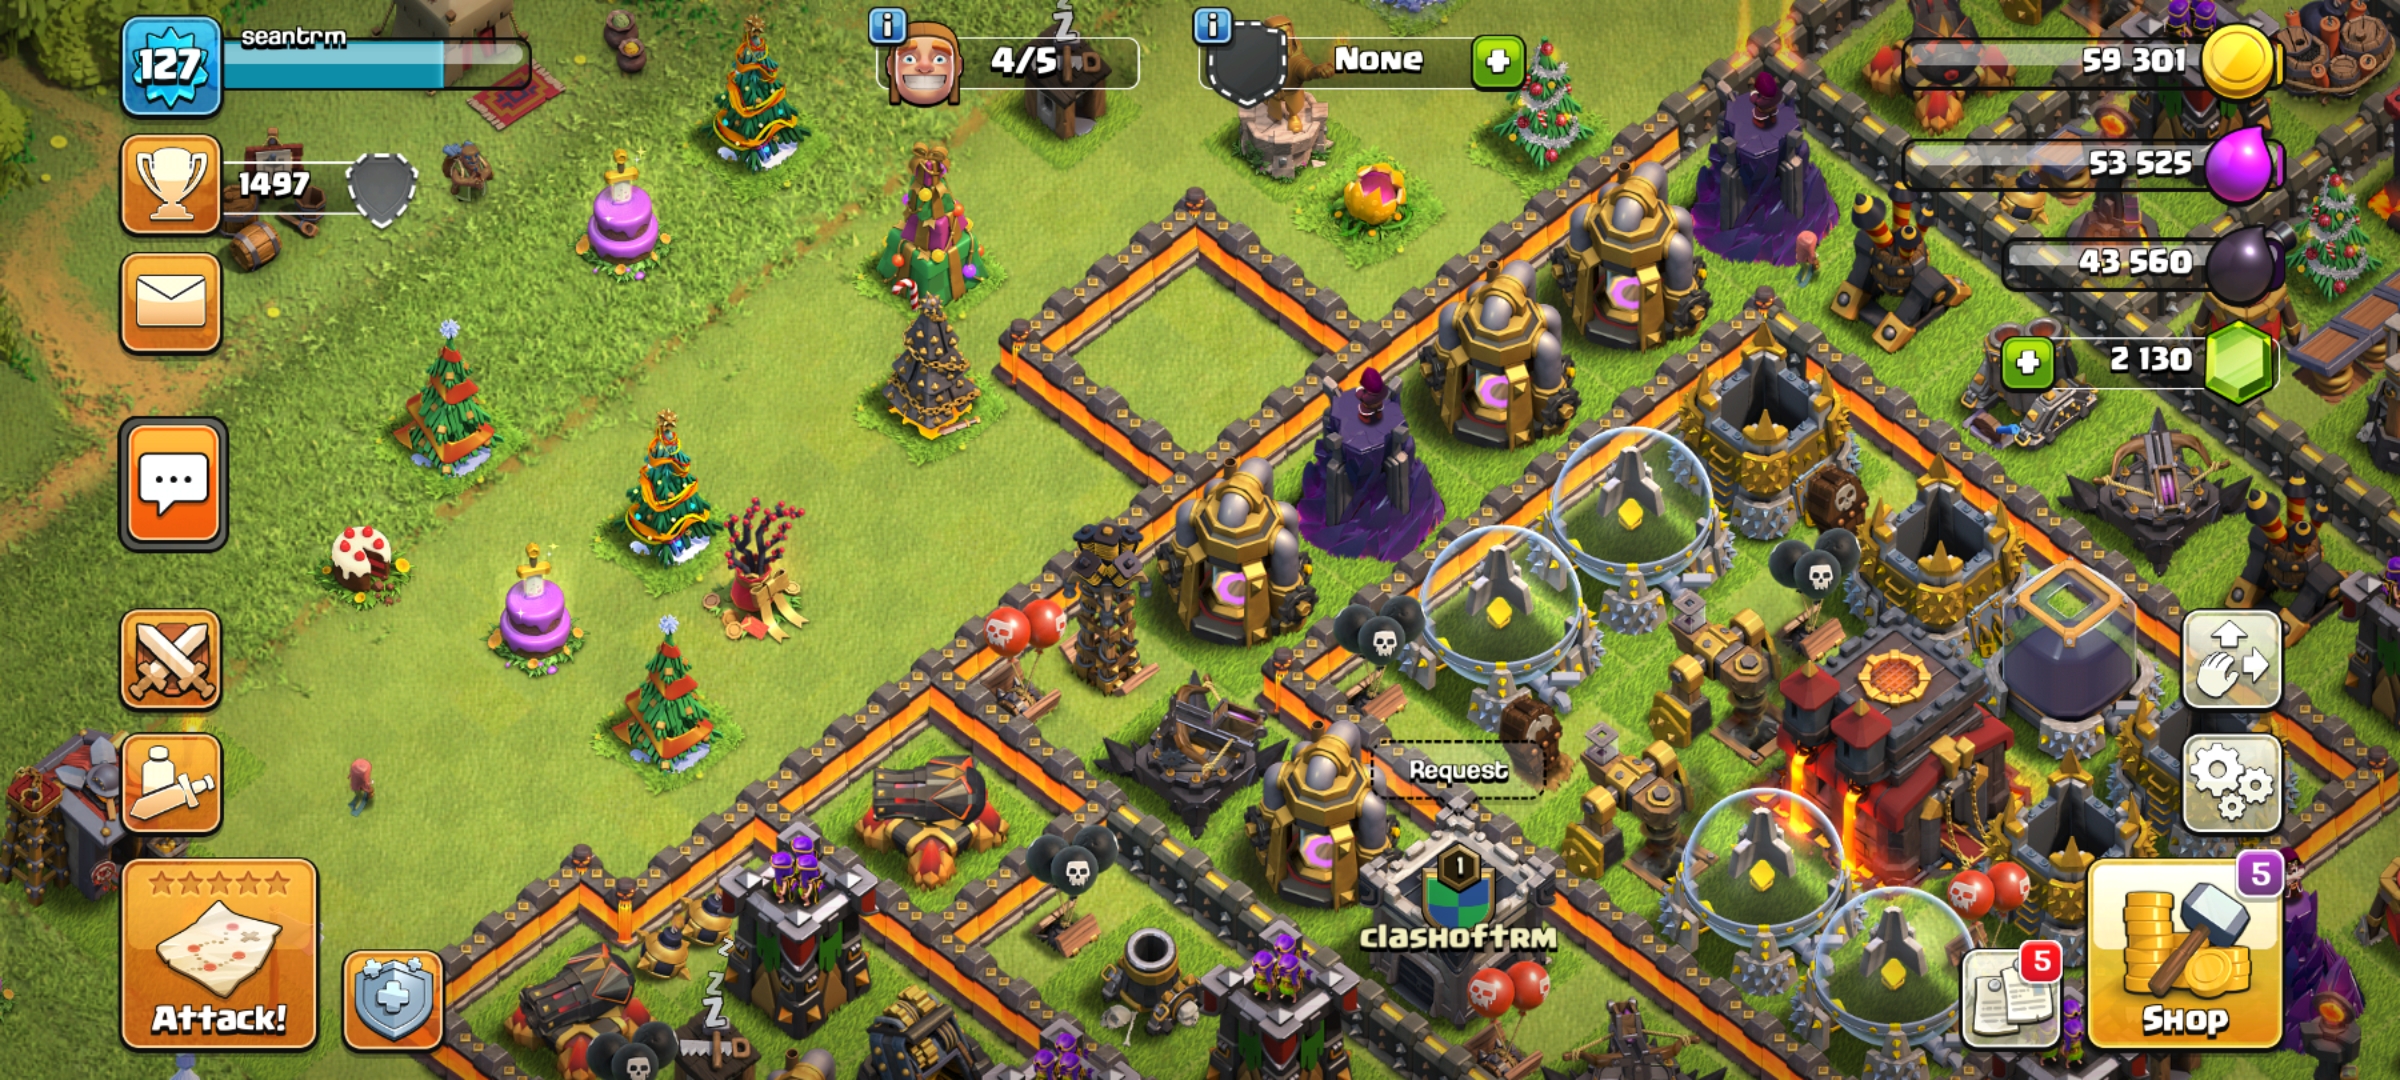 127
seantrm
i
4/5
i
None
59 301
1497
53 525
43 560
2 130
Request
1
clashoftrm
5
5
Attack!
Shop
z
z
z
z